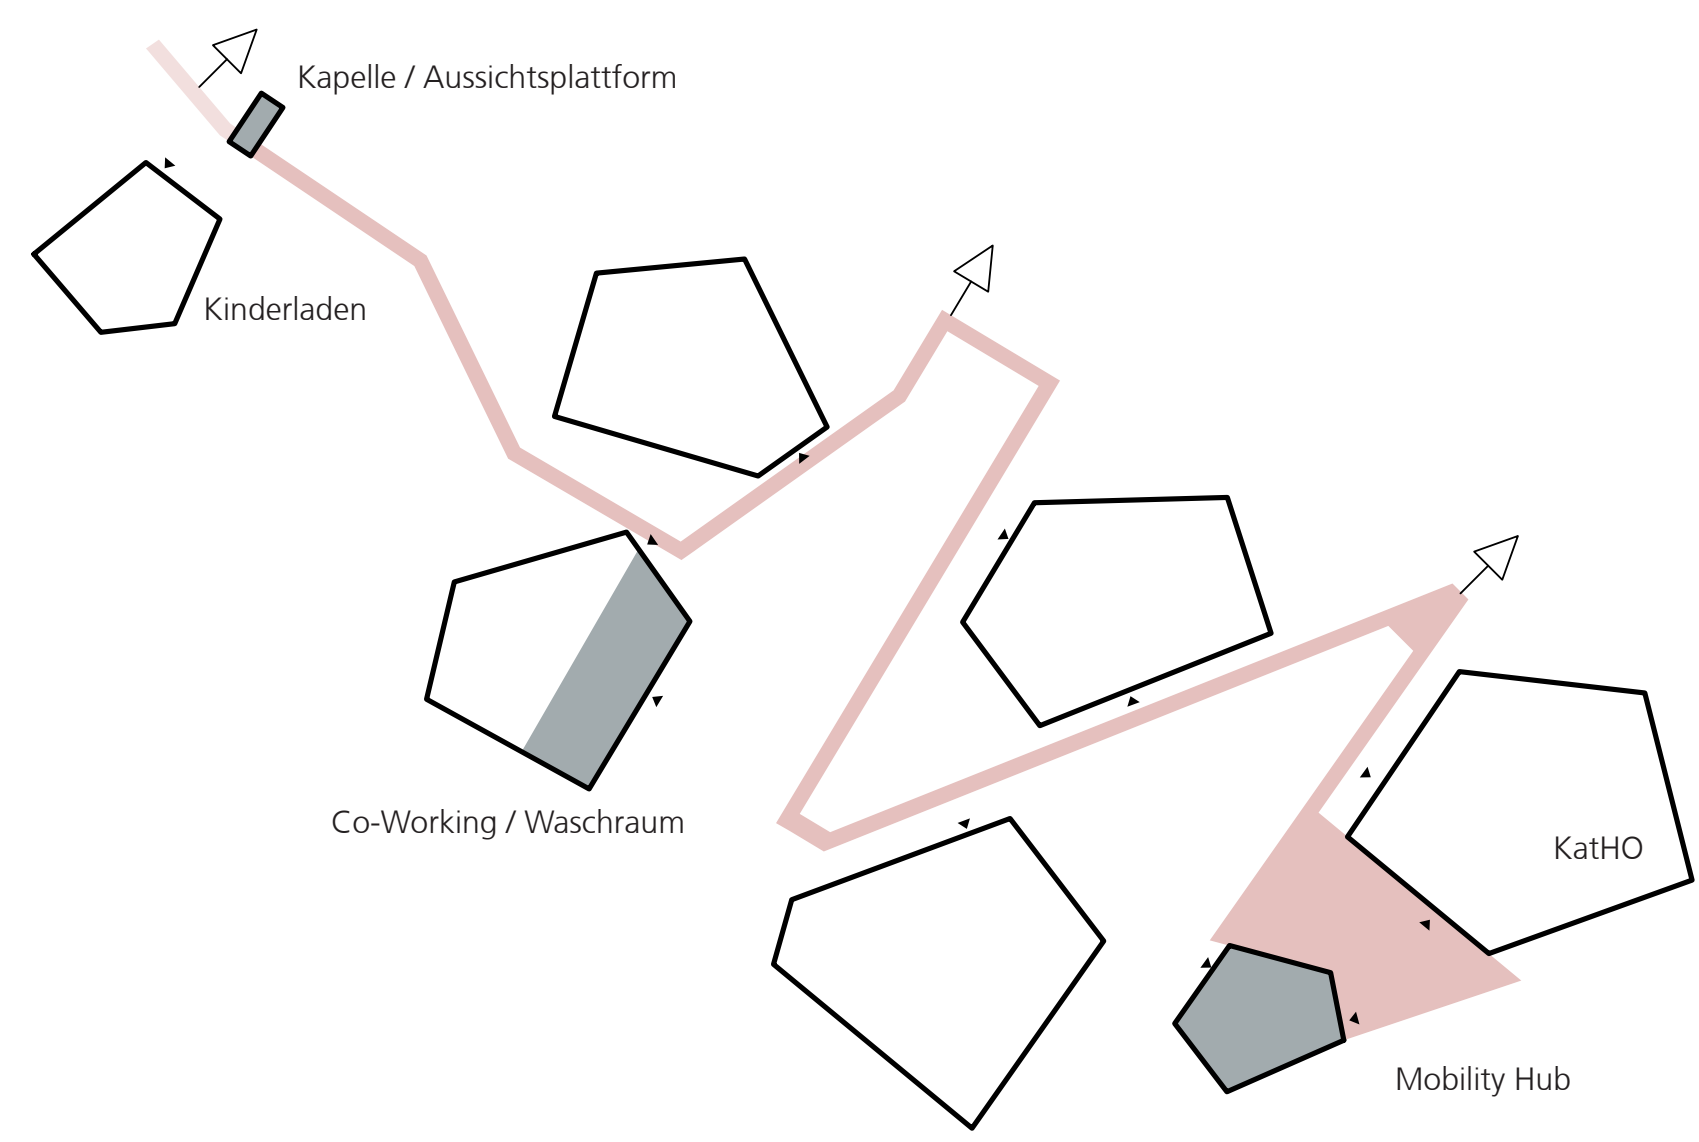 Kapelle / Aussichtsplattform
Kinderladen
Co-Working / Waschraum
KatHO
Mobility Hub